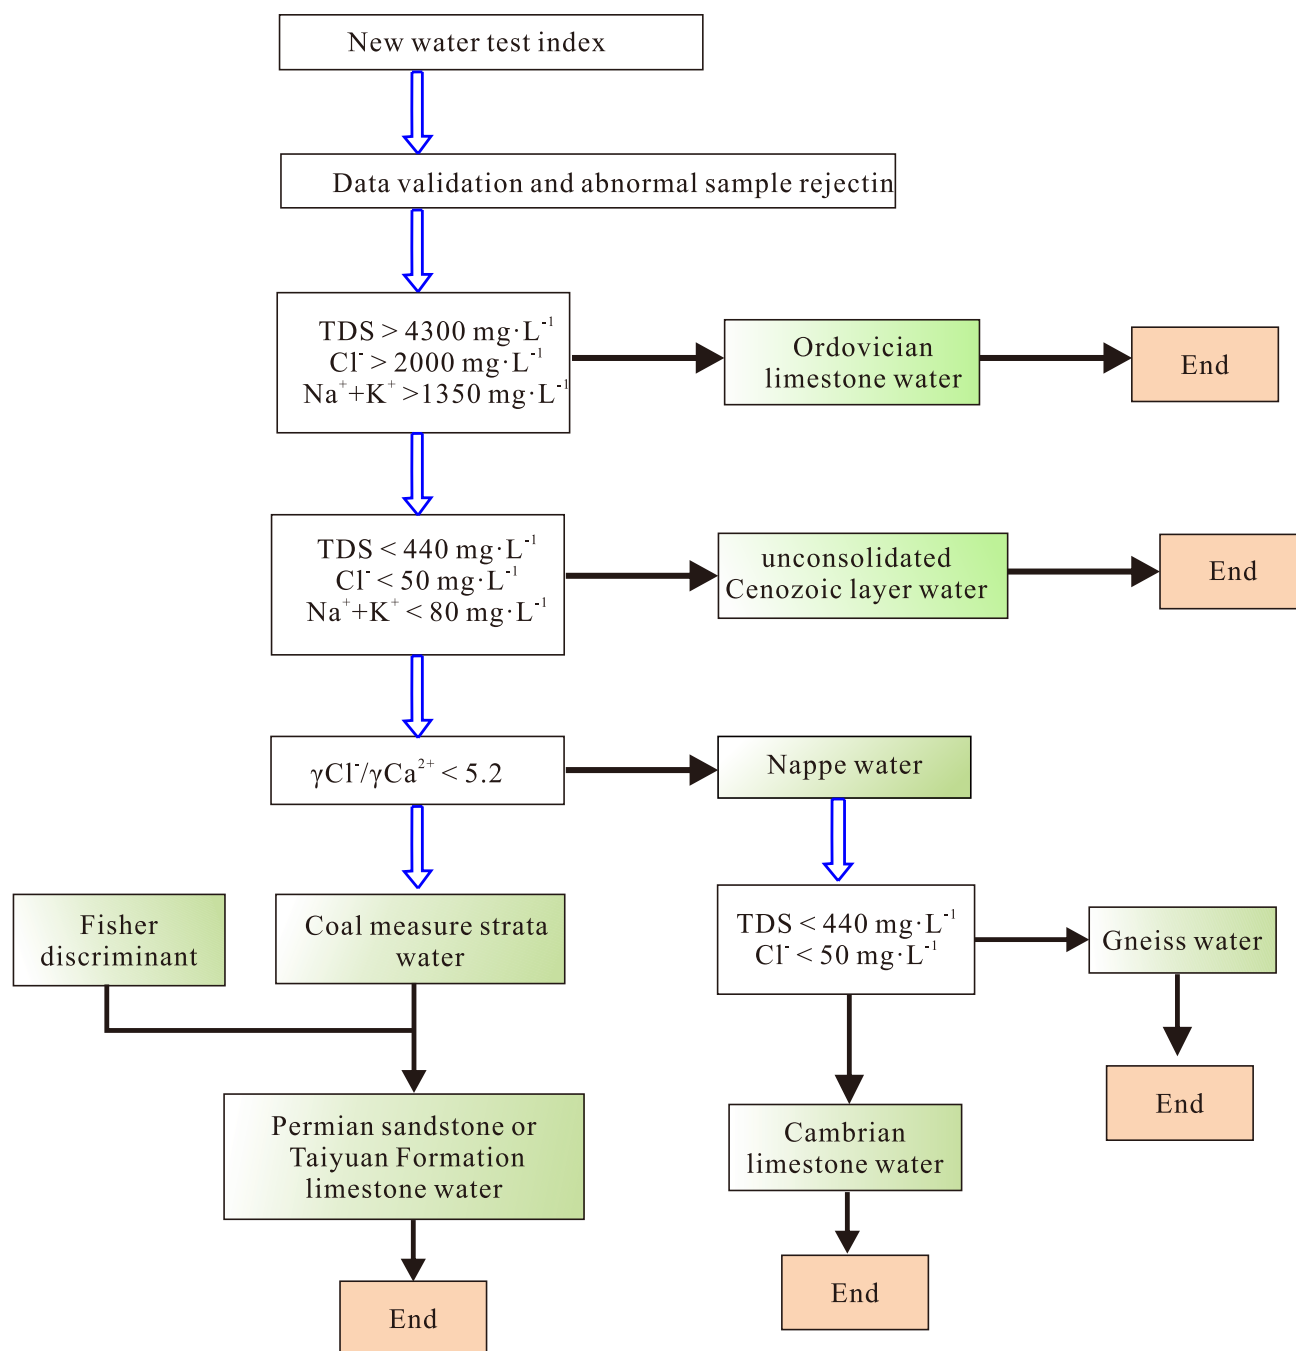 New water test index
Data validation and abnormal sample rejectin
TDS > 4300 mg·L⁻¹
Cl⁻ > 2000 mg·L⁻¹
Na⁺+K⁺ >1350 mg·L⁻¹
Ordovician
limestone water
End
TDS < 440 mg·L⁻¹
Cl⁻ < 50 mg·L⁻¹
Na⁺+K⁺ < 80 mg·L⁻¹
unconsolidated
Cenozoic layer water
End
γCl⁻/γCa²⁺ < 5.2
Nappe water
Fisher
discriminant
Coal measure strata
water
TDS < 440 mg·L⁻¹
Cl⁻ < 50 mg·L⁻¹
Gneiss water
End
Permian sandstone or
Taiyuan Formation
limestone water
Cambrian
limestone water
End
End